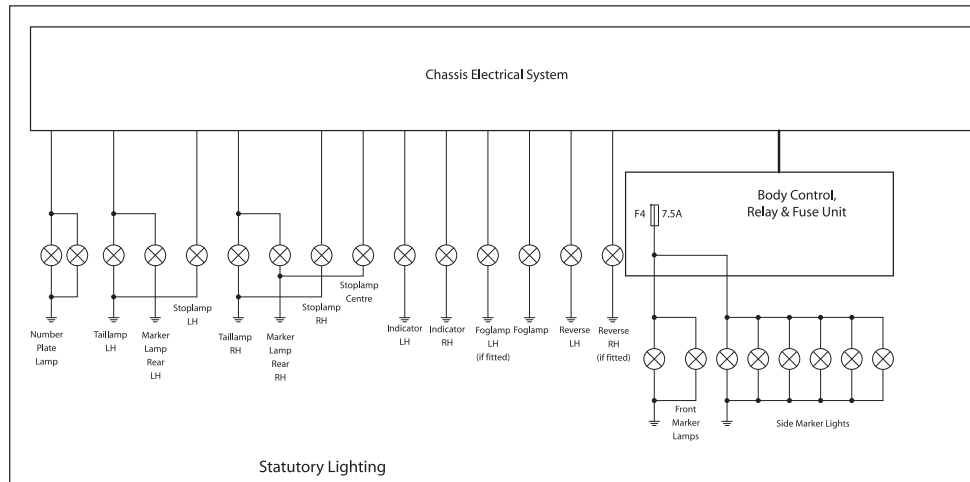 Chassis Electrical System
Body Control,
Relay & Fuse Unit
F4 7.5A
Number
Plate
Lamp
Taillamp
LH
Marker
Lamp
Rear
LH
Stoplamp
LH
Taillamp
RH
Marker
Lamp
Rear
RH
Stoplamp
RH
Stoplamp
Centre
Indicator
LH
Indicator
RH
Foglamp
LH
(if fitted)
Foglamp
Reverse
LH
Reverse
RH
(if fitted)
Front
Marker
Lamps
Side Marker Lights
Statutory Lighting